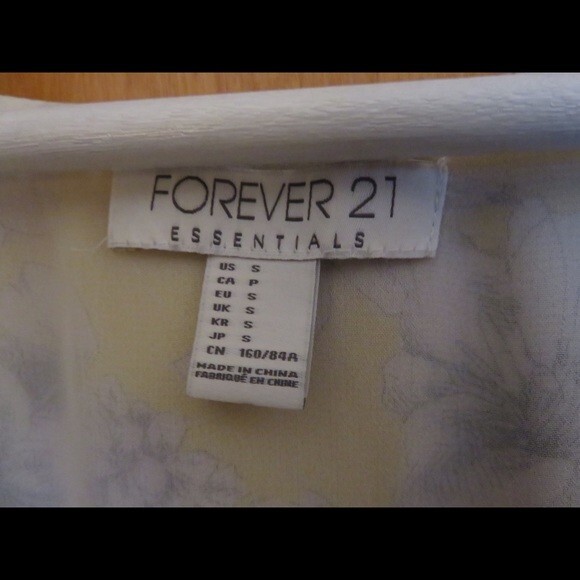 FOREVER 21
ESSENTIALS
US S
CA P
EU S
UK S
KR S
JP S
CN 160/84A
MADE IN CHINA
FABRIQUÉ EN CHINE